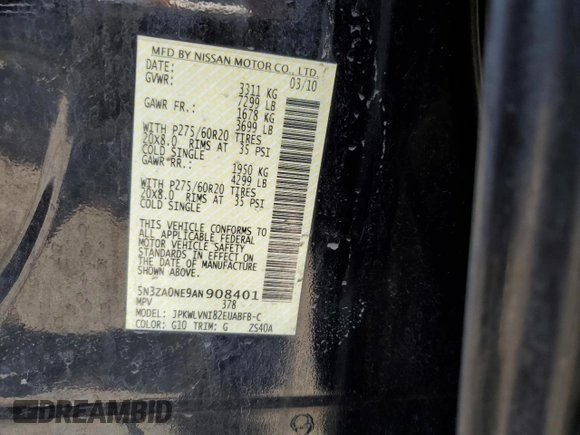 MFD BY NISSAN MOTOR CO., LTD.
DATE: 03/10
GVWR: 3311 KG
7299 LB
GAWR FR.: 1678 KG
3699 LB
WITH P275/60R20 TIRES
20X8.0 RIMS AT 35 PSI
COLD SINGLE
GAWR RR.: 1950 KG
4299 LB
WITH P275/60R20 TIRES
20X8.0 RIMS AT 35 PSI
COLD SINGLE
THIS VEHICLE CONFORMS TO
ALL APPLICABLE FEDERAL
MOTOR VEHICLE SAFETY
STANDARDS IN EFFECT ON
THE DATE OF MANUFACTURE
SHOWN ABOVE.
5N3ZA0NE9AN908401
MPV 378
MODEL: JPKWLVNI82EUABFB-C
COLOR: G10 TRIM: G ZS40A
DREAMBID